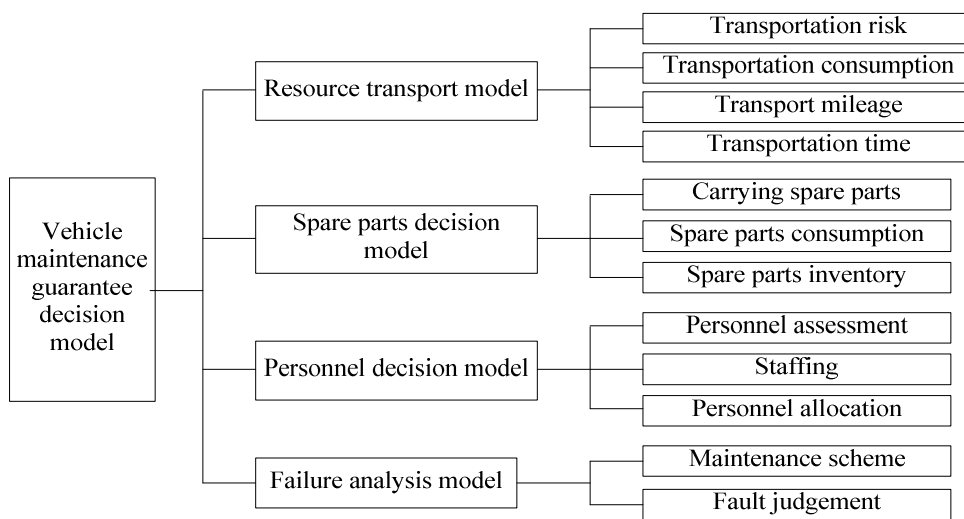 Vehicle
maintenance
guarantee
decision
model
Resource transport model
Transportation risk
Transportation consumption
Transport mileage
Transportation time
Spare parts decision
model
Carrying spare parts
Spare parts consumption
Spare parts inventory
Personnel decision model
Personnel assessment
Staffing
Personnel allocation
Failure analysis model
Maintenance scheme
Fault judgement